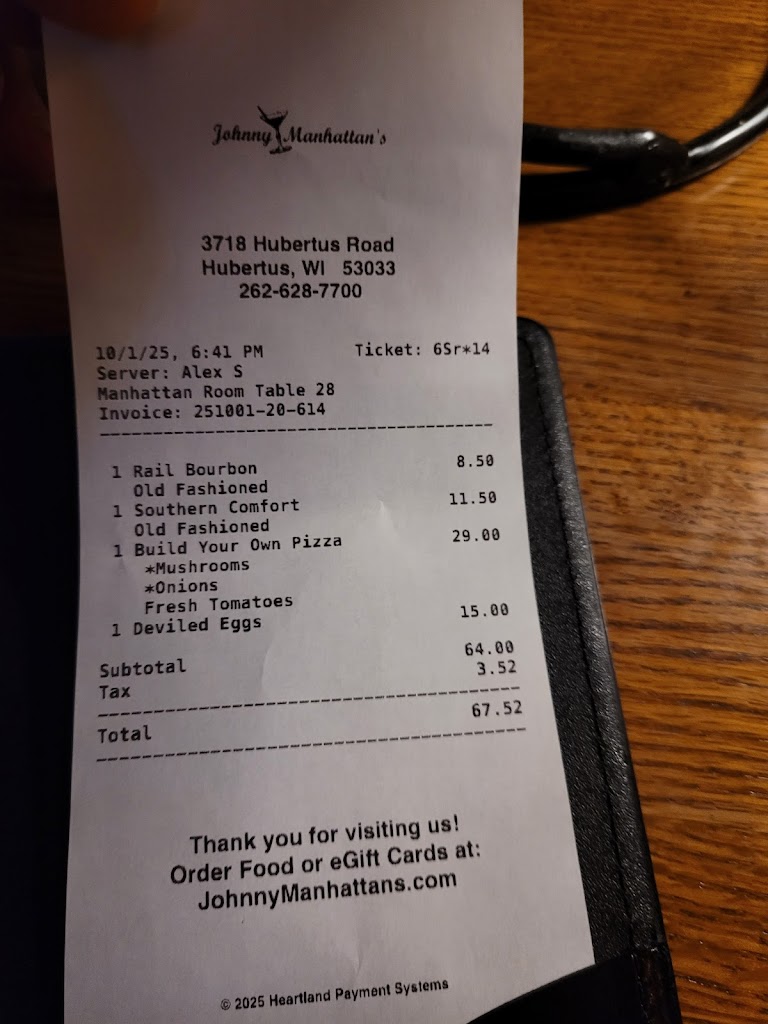 Johnny Manhattan's
3718 Hubertus Road
Hubertus, WI 53033
262-628-7700
10/1/25, 6:41 PM Ticket: 6Sr*14
Server: Alex S
Manhattan Room Table 28
Invoice: 251001-20-614
1 Rail Bourbon 8.50
Old Fashioned
1 Southern Comfort 11.50
Old Fashioned
1 Build Your Own Pizza 29.00
*Mushrooms
*Onions
Fresh Tomatoes
1 Deviled Eggs 15.00
Subtotal 64.00
Tax 3.52
Total 67.52
Thank you for visiting us!
Order Food or eGift Cards at:
JohnnyManhattans.com
© 2025 Heartland Payment Systems